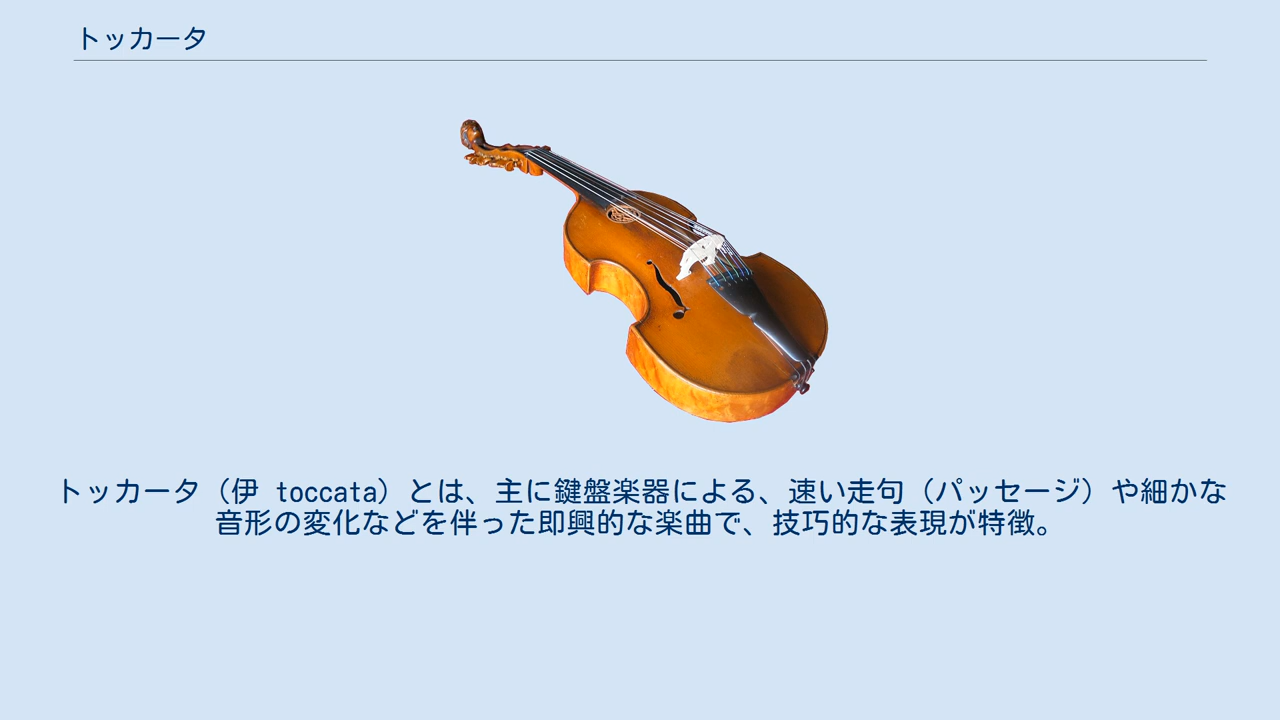 トッカータ
トッカータ（伊 toccata）とは、主に鍵盤楽器による、速い走句（パッセージ）や細かな
音形の変化などを伴った即興的な楽曲で、技巧的な表現が特徴。